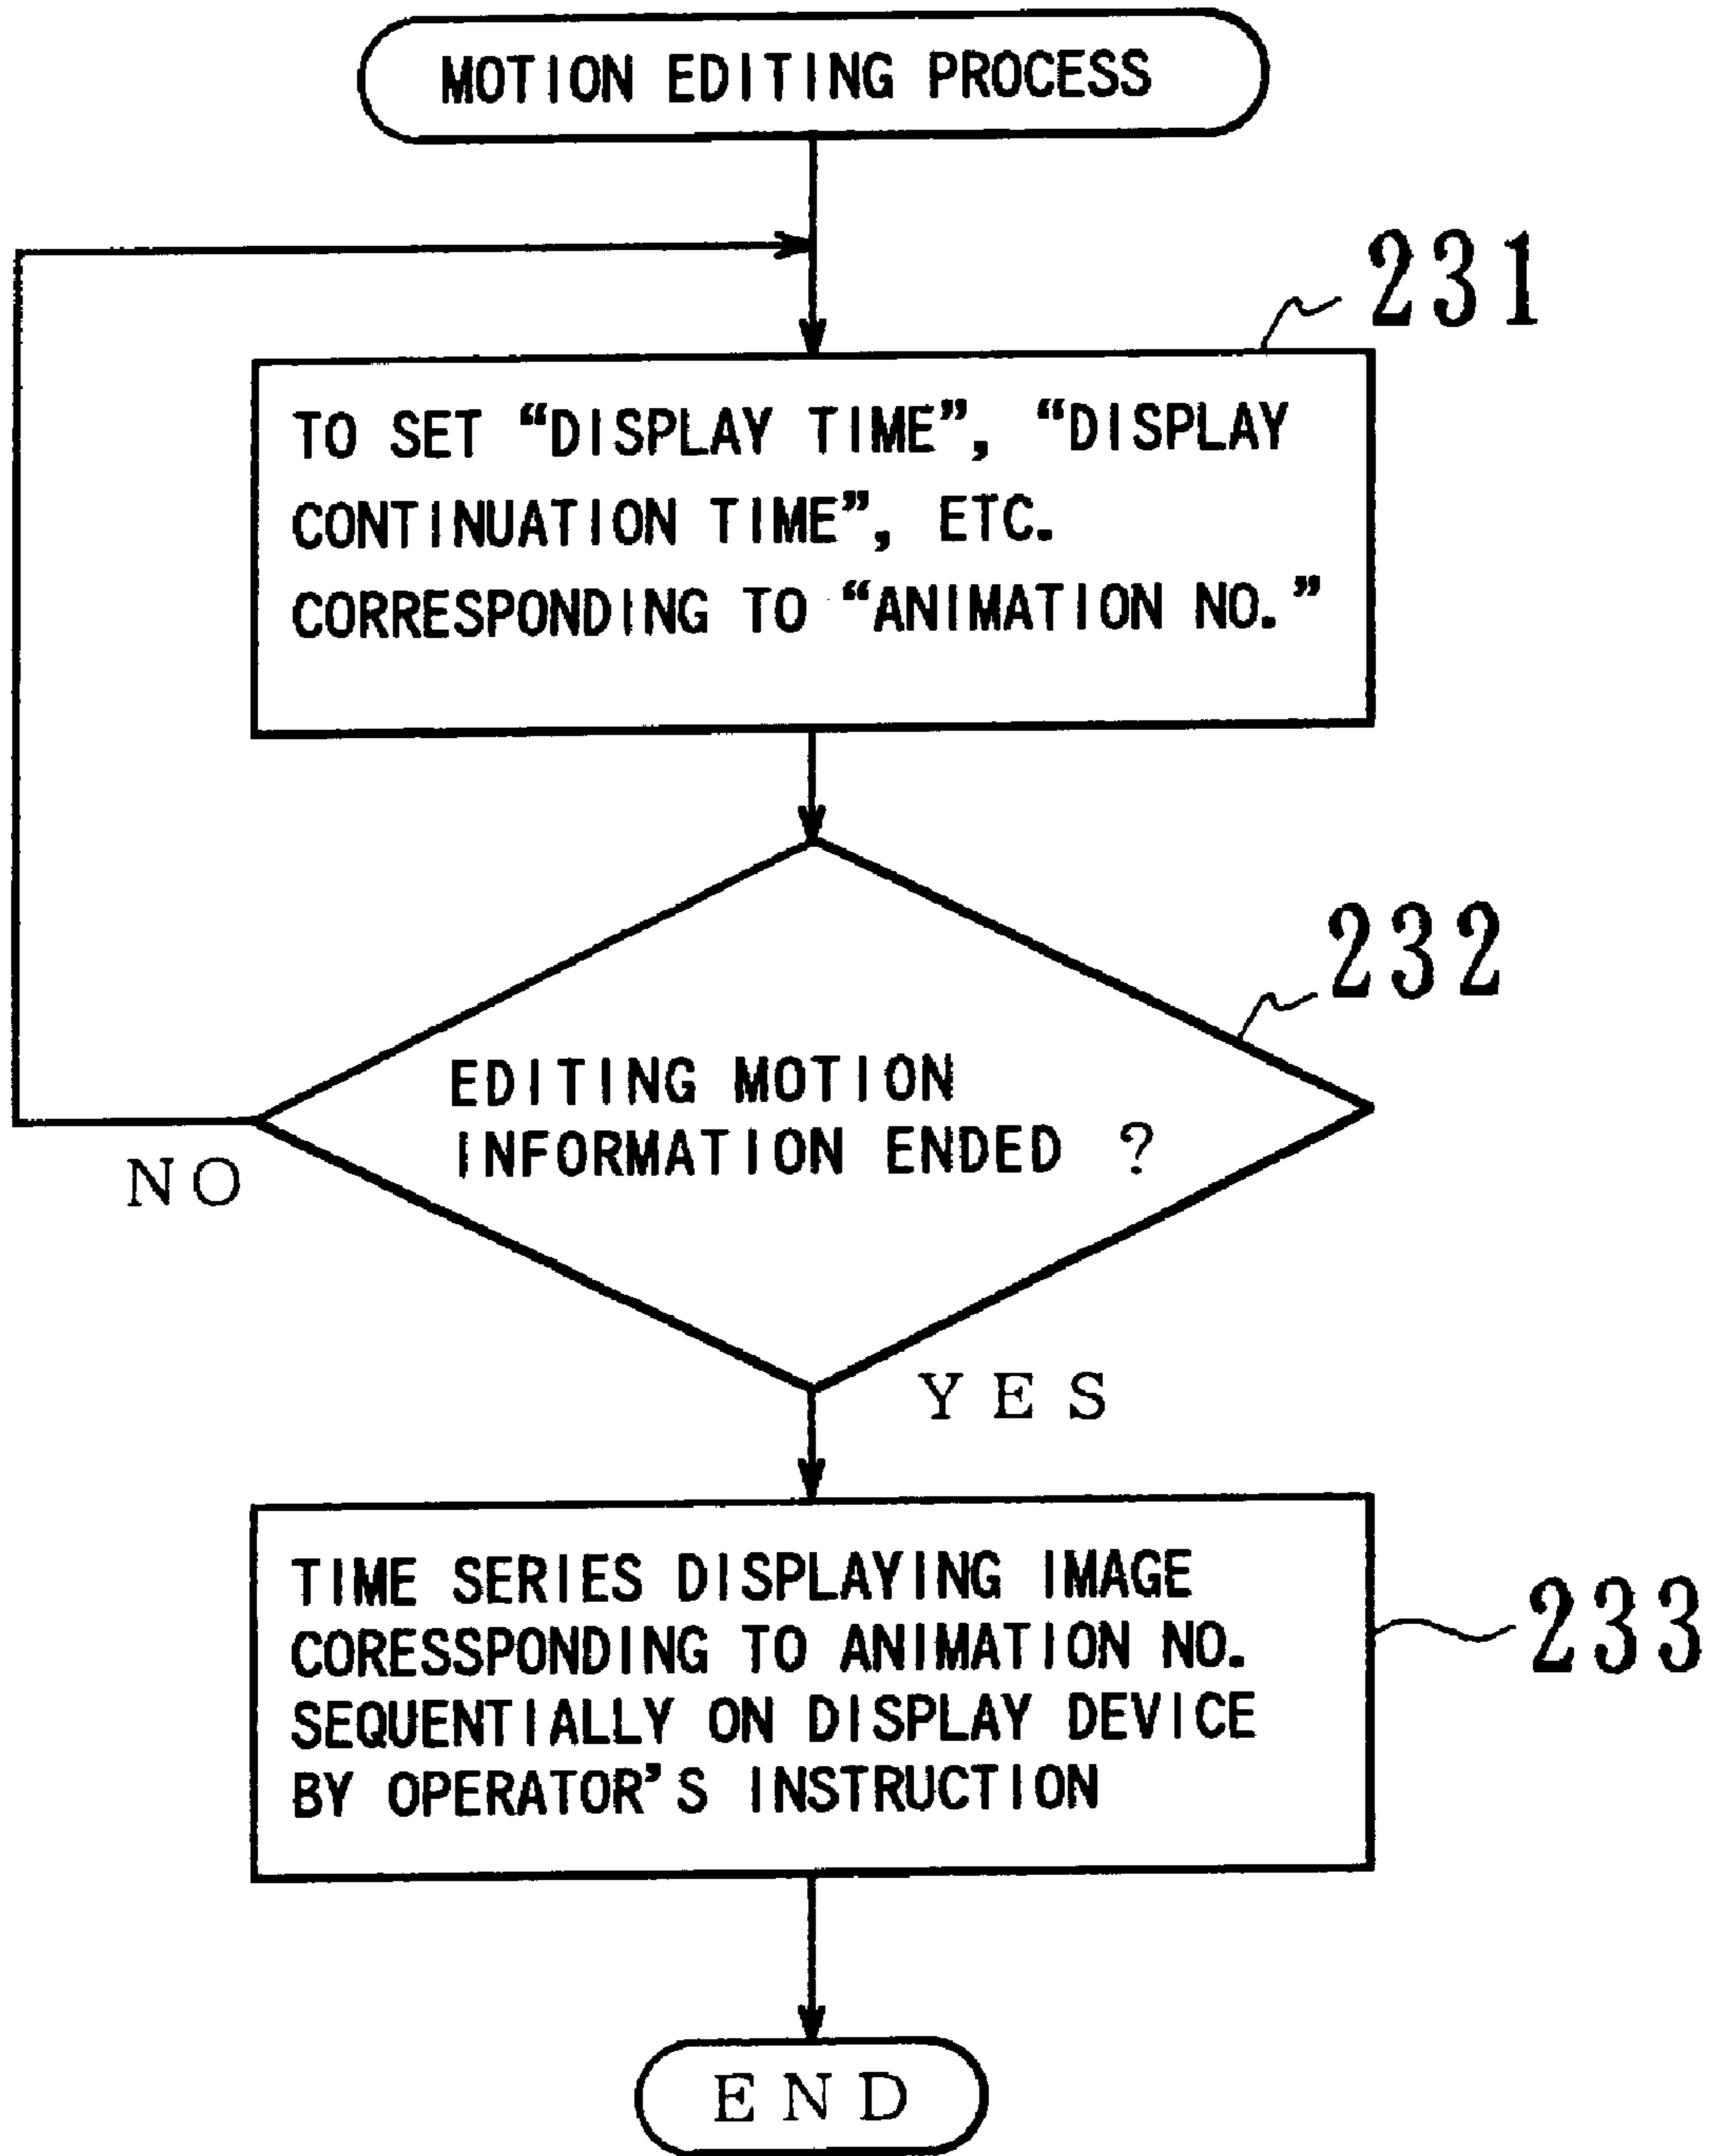 MOTION EDITING PROCESS
231
TO SET “DISPLAY TIME”, “DISPLAY
CONTINUATION TIME”, ETC.
CORRESPONDING TO “ANIMATION NO.”
232
EDITING MOTION
INFORMATION ENDED ?
NO
YES
TIME SERIES DISPLAYING IMAGE
CORESSPONDING TO ANIMATION NO.
SEQUENTIALLY ON DISPLAY DEVICE
BY OPERATOR’S INSTRUCTION
233
END